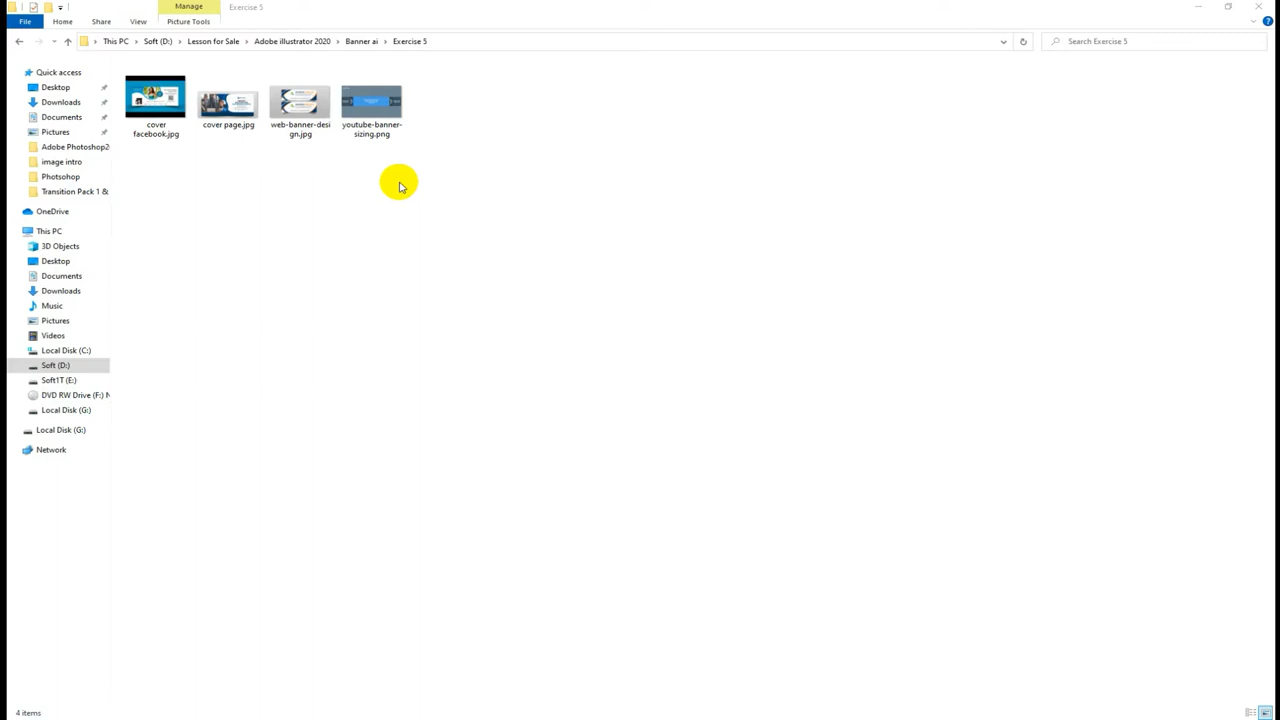 Manage
Exercise 5
File
Home
Share
View
Picture Tools
This PC
Soft (D:)
Lesson for Sale
Adobe illustrator 2020
Banner ai
Exercise 5
Search Exercise 5
Quick access
Desktop
Downloads
Documents
Pictures
Adobe Photoshop2
image intro
Photsohop
Transition Pack 1 &
OneDrive
This PC
3D Objects
Desktop
Documents
Downloads
Music
Pictures
Videos
Local Disk (C:)
Soft (D:)
Soft1T (E:)
DVD RW Drive (F:) N
Local Disk (G:)
Local Disk (G:)
Network
cover
facebook.jpg
cover page.jpg
web-banner-desi
gn.jpg
youtube-banner-
sizing.png
4 items